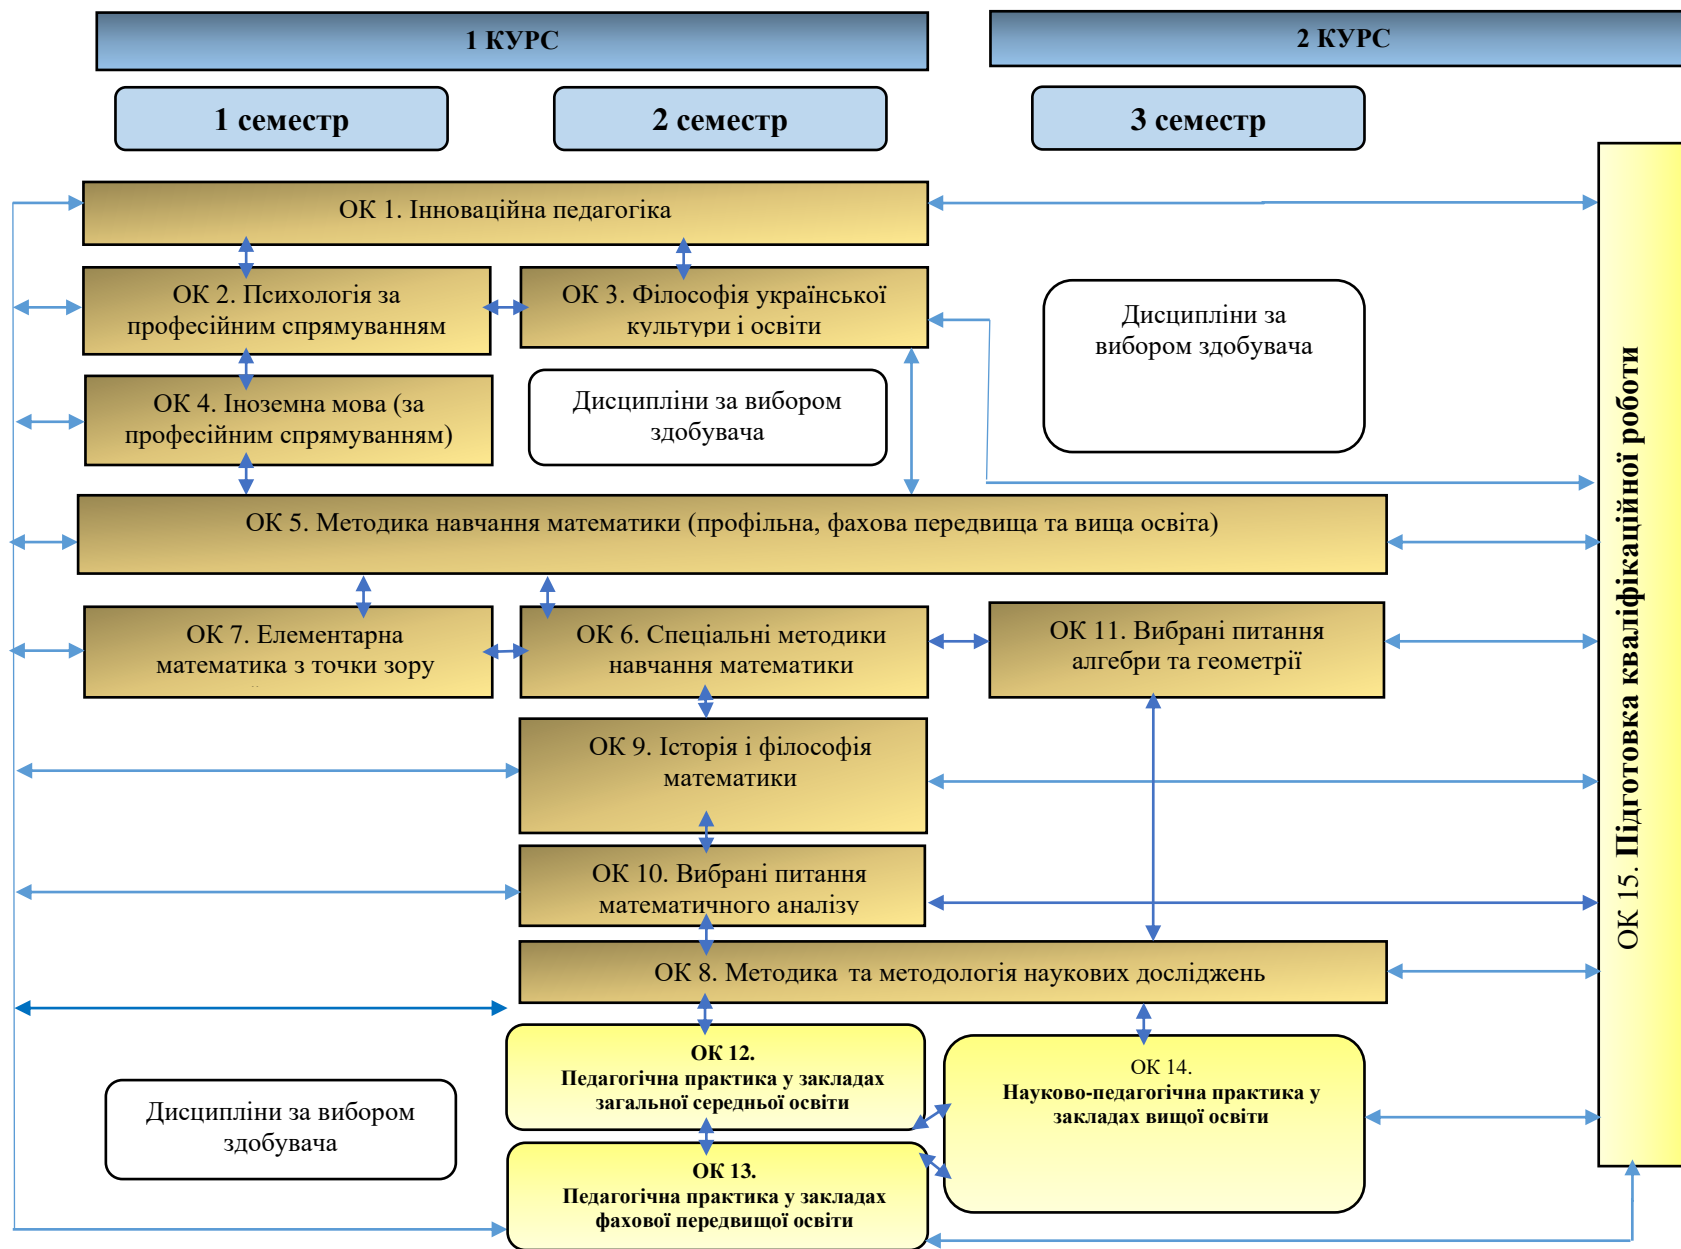 1 КУРС
2 КУРС
1 семестр
2 семестр
3 семестр
ОК 1. Інноваційна педагогіка
ОК 2. Психологія за
професійним спрямуванням
ОК 3. Філософія української
культури і освіти
Дисципліни за
вибором здобувача
ОК 4. Іноземна мова (за
професійним спрямуванням)
Дисципліни за вибором
здобувача
ОК 5. Методика навчання математики (профільна, фахова передвища та вища освіта)
ОК 7. Елементарна
математика з точки зору
ОК 6. Спеціальні методики
навчання математики
ОК 11. Вибрані питання
алгебри та геометрії
ОК 9. Історія і філософія
математики
ОК 10. Вибрані питання
математичного аналізу
ОК 8. Методика та методологія наукових досліджень
ОК 12.
Педагогічна практика у закладах
загальної середньої освіти
ОК 14.
Науково-педагогічна практика у
закладах вищої освіти
Дисципліни за вибором
здобувача
ОК 13.
Педагогічна практика у закладах
фахової передвищої освіти
ОК 15. Підготовка кваліфікаційної роботи